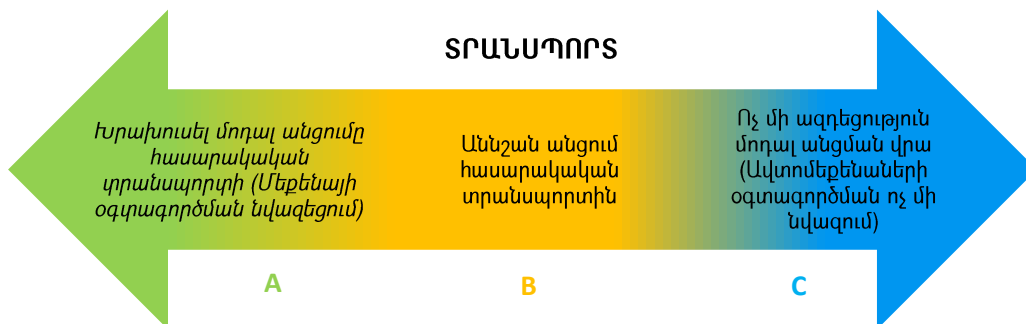 ՏՐԱՆՍՊՈՐՏ
Խրախուսել մոդալ անցումը
հասարակական
տրանսպորտի (Մեքենայի
օգտագործման նվազեցում)
Աննշան անցում
հասարակական
տրանսպորտին
Ոչ մի ազդեցություն
մոդալ անցման վրա
(Ավտոմեքենաների
օգտագործման ոչ մի
նվազում)
A
B
C